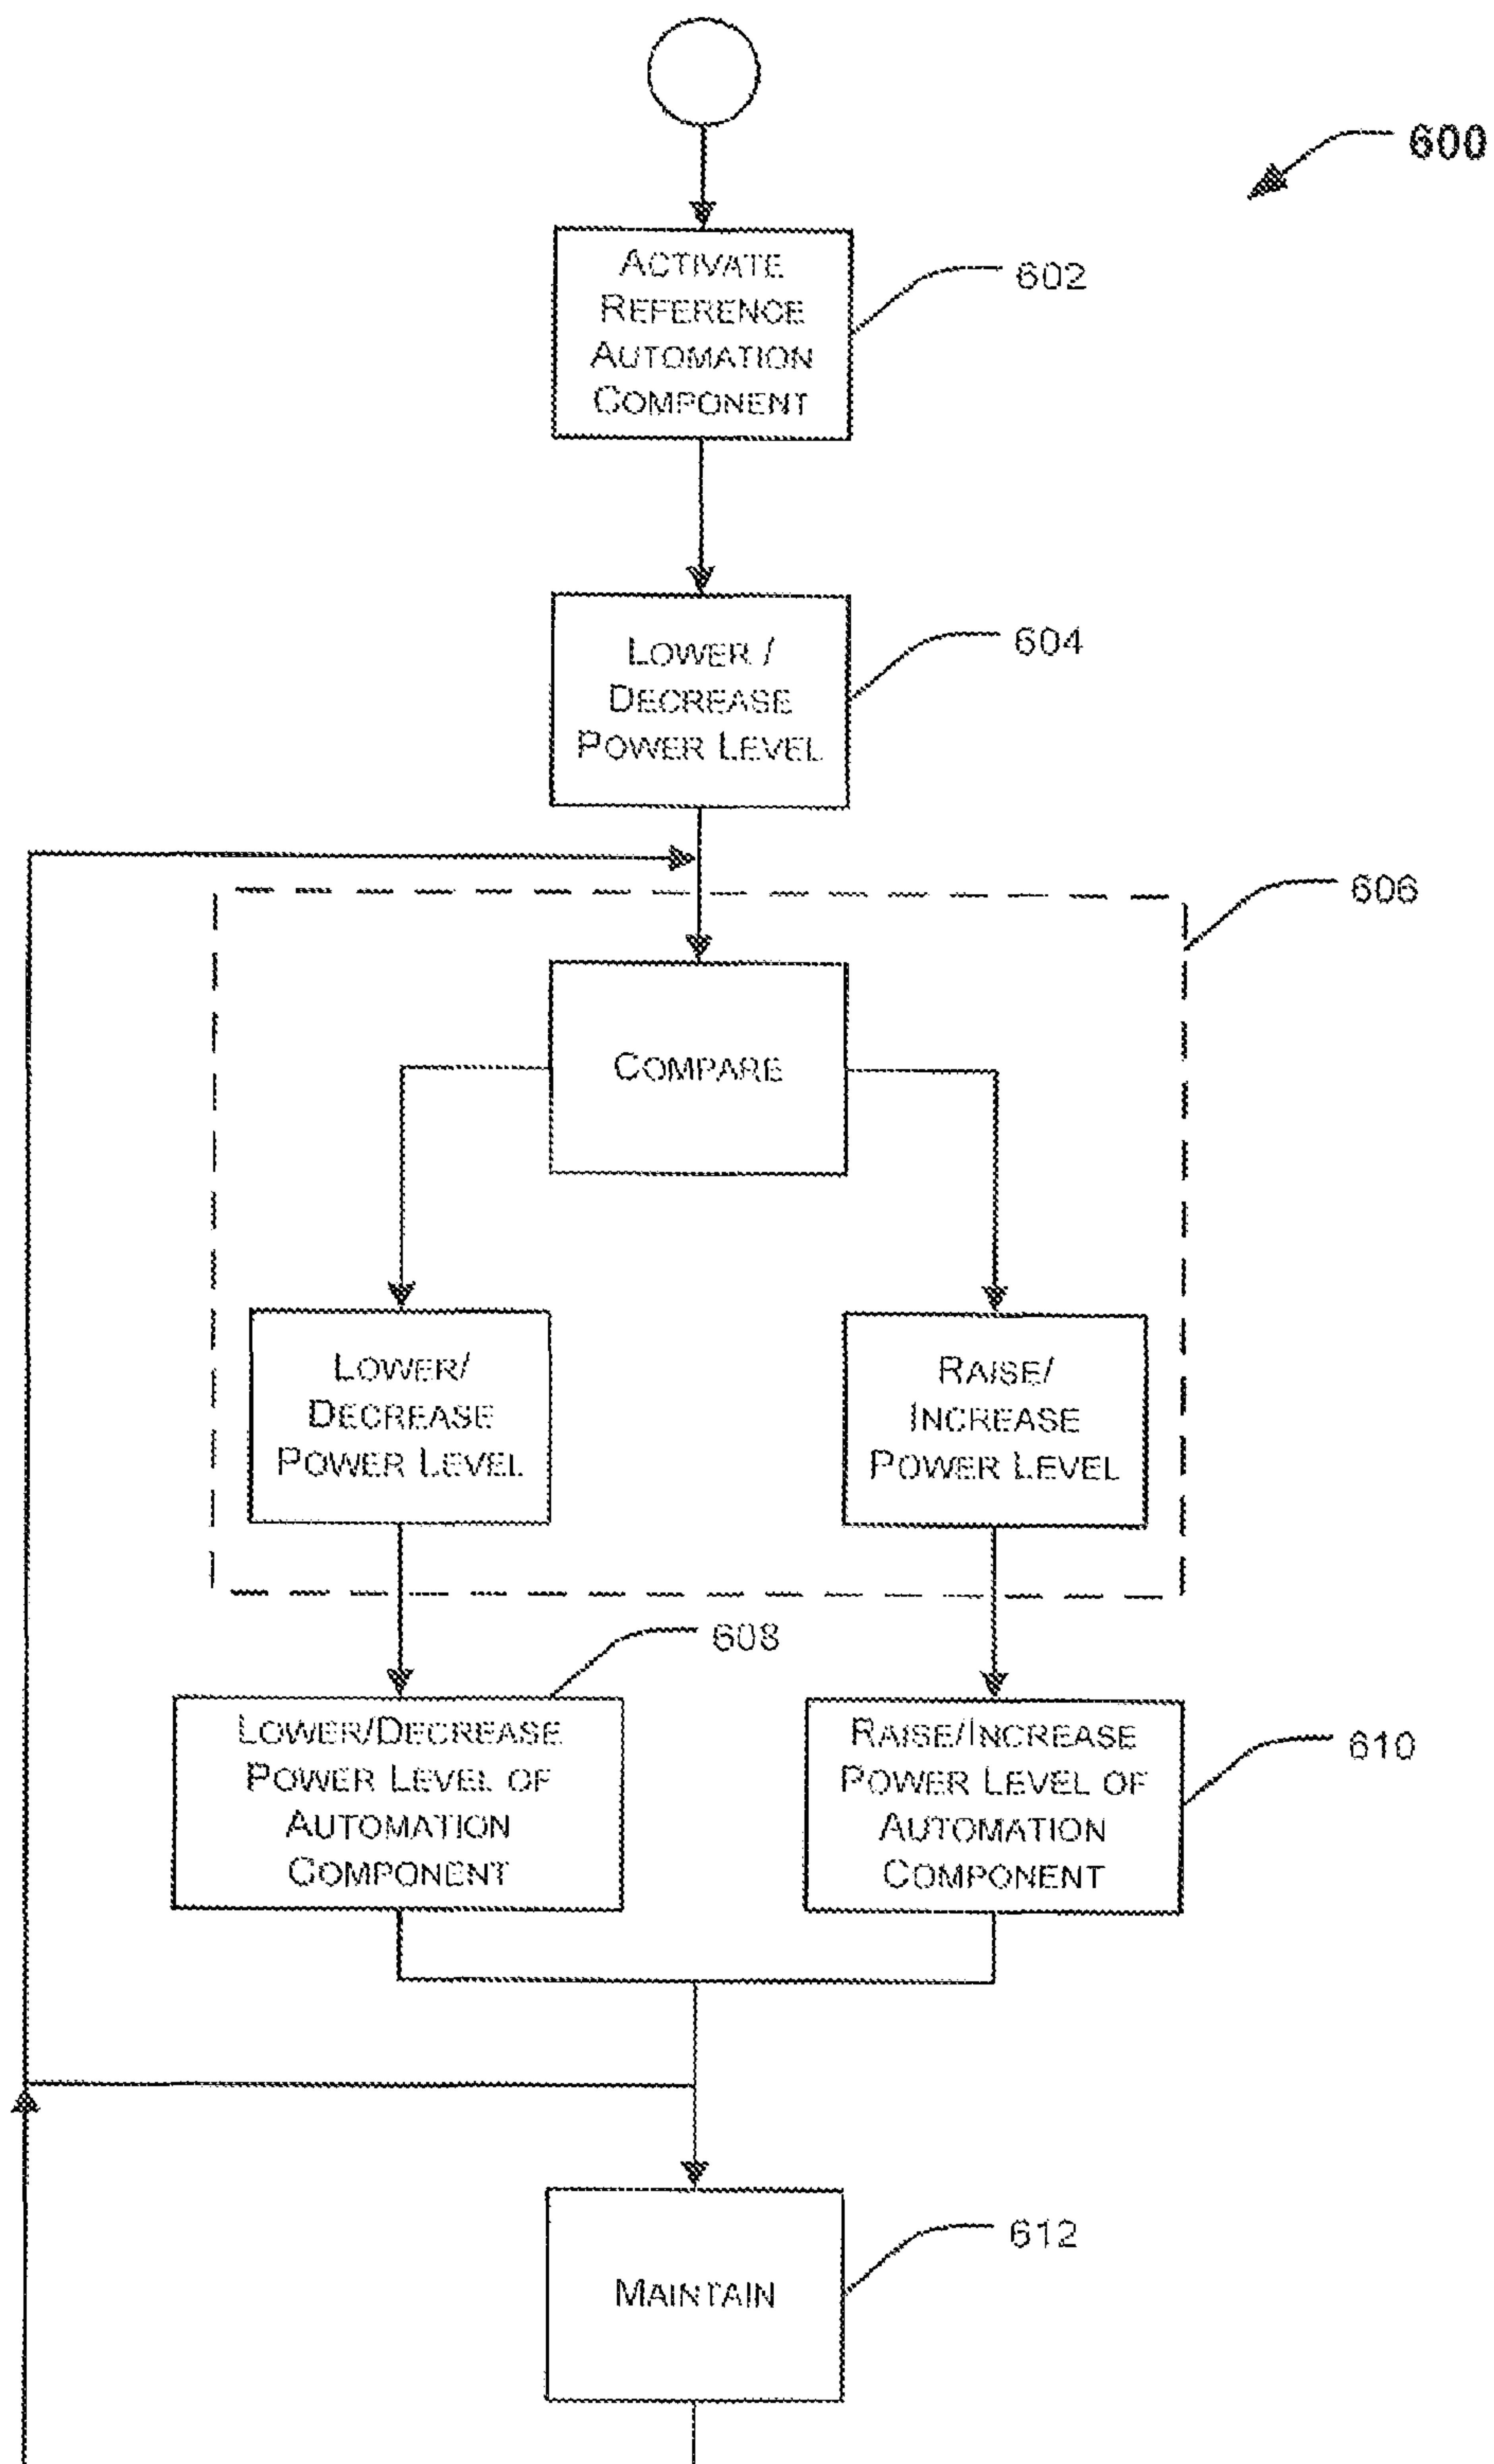 600
ACTIVATE
REFERENCE
AUTOMATION
COMPONENT
602
LOWER /
DECREASE
POWER LEVEL
604
606
COMPARE
LOWER/
DECREASE
POWER LEVEL
RAISE/
INCREASE
POWER LEVEL
608
LOWER/DECREASE
POWER LEVEL OF
AUTOMATION
COMPONENT
RAISE/INCREASE
POWER LEVEL OF
AUTOMATION
COMPONENT
610
MAINTAIN
612